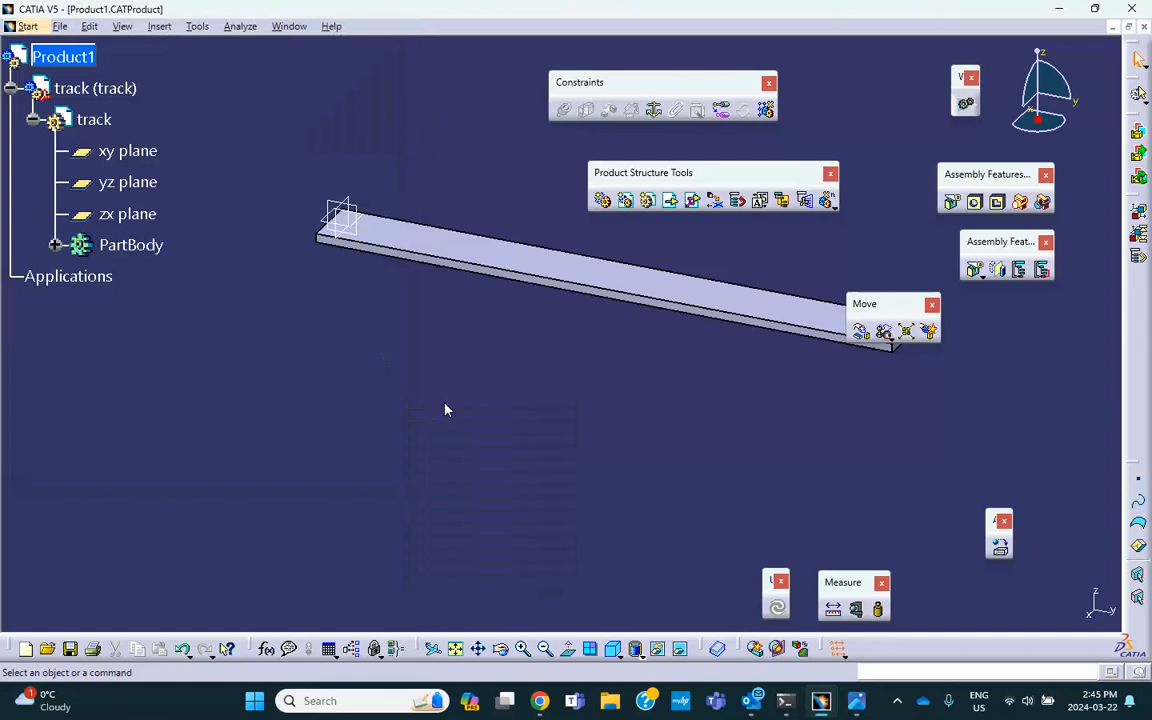 CATIA V5 - [Product1.CATProduct]
Start File Edit View Insert Tools Analyze Window Help
Product1
track (track)
track
xy plane
yz plane
zx plane
PartBody
Applications
Constraints
Product Structure Tools
Assembly Features...
Assembly Feat...
Move
Measure
z
y
x
z
y
x
f(x)
CATIA
Select an object or a command
0°C
Cloudy
Search
ENG
US
2:45 PM
2024-03-22